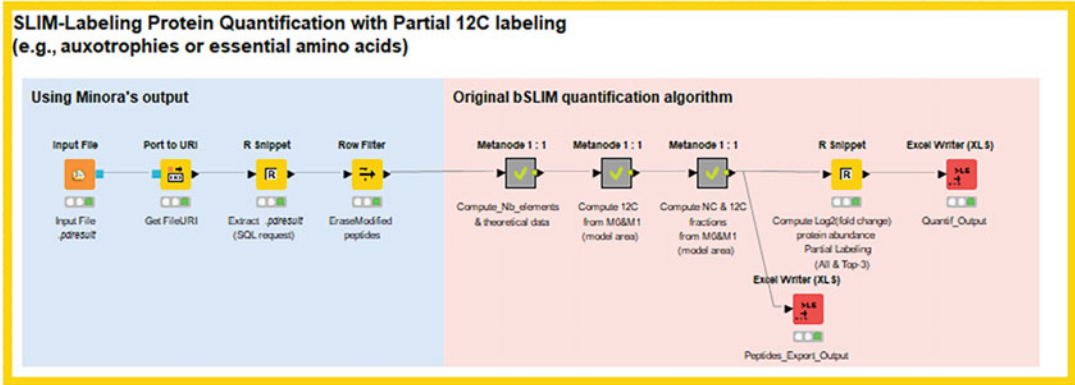 SLIM-Labeling Protein Quantification with Partial 12C labeling
(e.g., auxotrophies or essential amino acids)
Using Minora's output
Original bSLIM quantification algorithm
Input File
Port to URI
R Snippet
Row Filter
Metanode 1 : 1
Metanode 1 : 1
Metanode 1 : 1
R Snippet
Excel Writer (XLS)
R
R
XLS
Input File
.pdresult
Get FileURI
Extract .pdresult
(SQL request)
EraseModified
peptides
Compute_Nb_elements
& theoretical data
Compute 12C
from M0&M1
(model area)
Compute NC & 12C
fractions
from M0&M1
(model area)
Compute Log2(fold change)
protein abundance
Partial Labeling
(All & Top-3)
Quantif_Output
Excel Writer (XLS)
XLS
Peptides_Export_Output